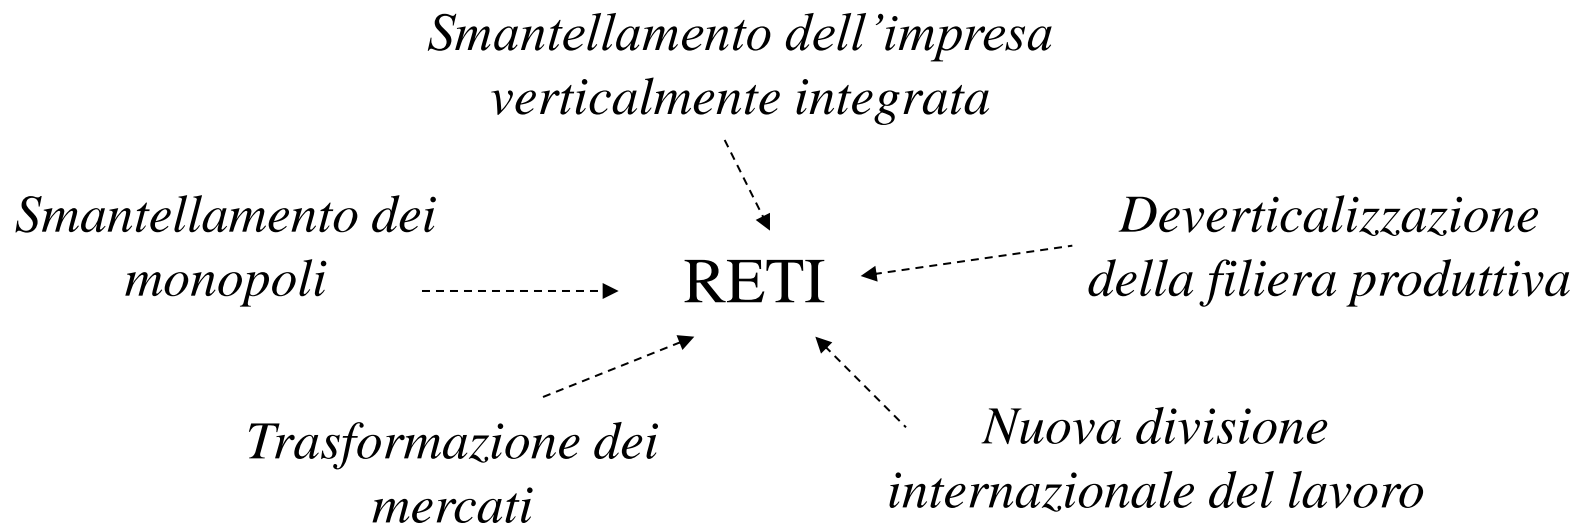 Smantellamento dell’impresa
verticalmente integrata
Smantellamento dei
monopoli
Deverticalizzazione
della filiera produttiva
RETI
Trasformazione dei
mercati
Nuova divisione
internazionale del lavoro